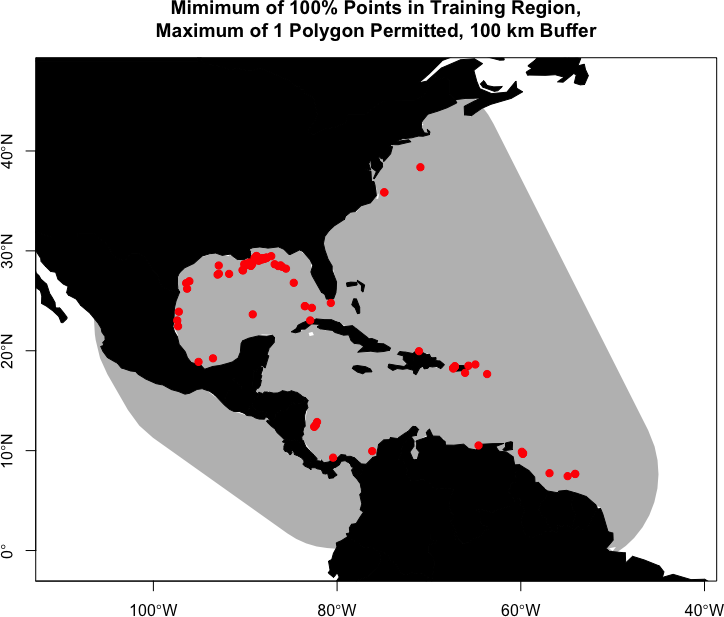 Mimimum of 100% Points in Training Region,
Maximum of 1 Polygon Permitted, 100 km Buffer
40°N
30°N
20°N
10°N
0°
100°W 80°W 60°W 40°W